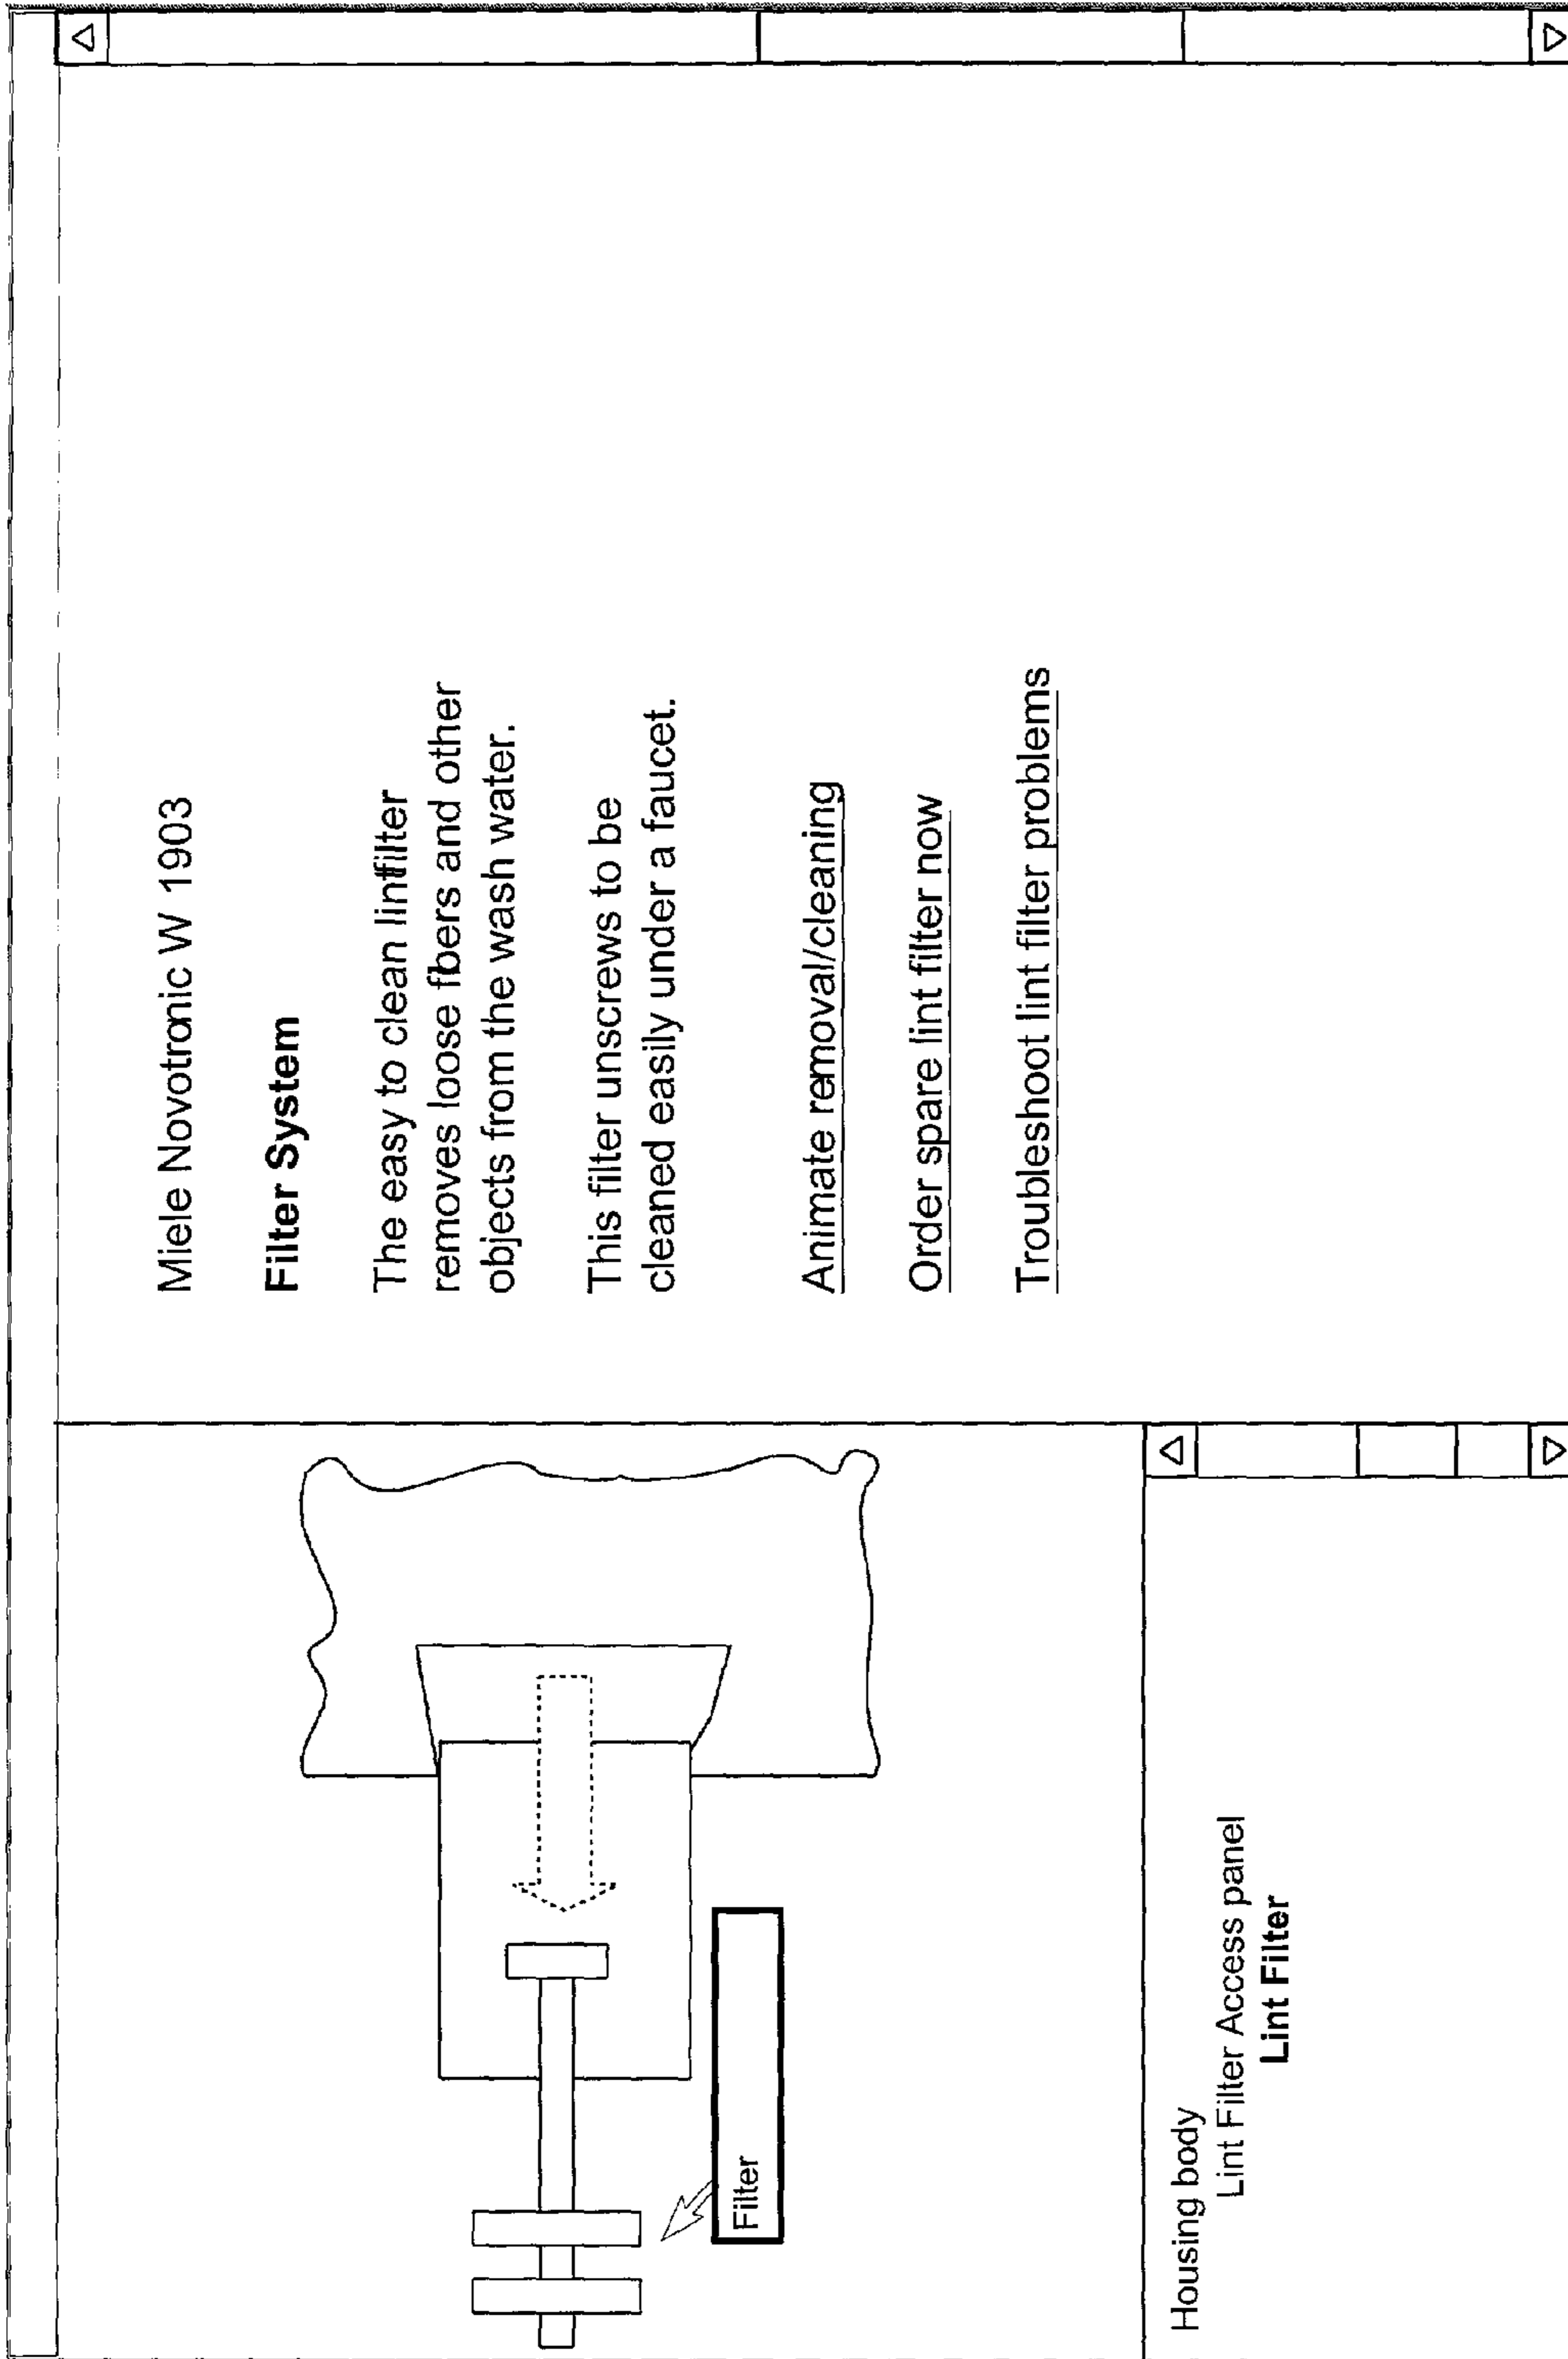 Miele Novotronic W 1903
Filter System
The easy to clean lintfilter
removes loose fbers and other
objects from the wash water.
This filter unscrews to be
cleaned easily under a faucet.
Animate removal/cleaning
Order spare lint filter now
Troubleshoot lint filter problems
Filter
Housing body
Lint Filter Access panel
Lint Filter